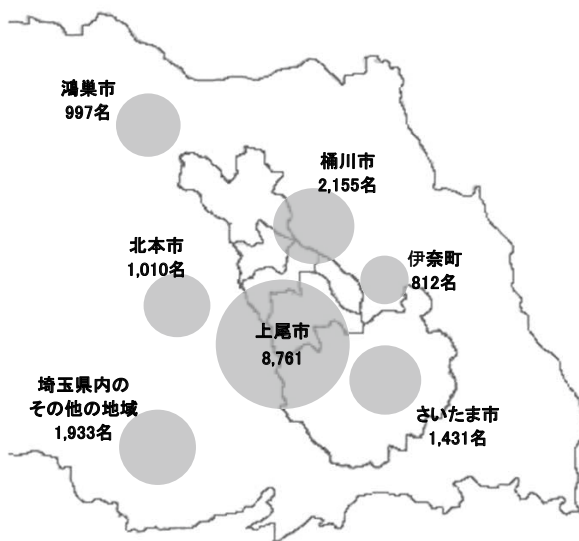 鴻巣市
997名
桶川市
2,155名
北本市
1,010名
伊奈町
812名
上尾市
8,761
埼玉県内の
その他の地域
1,933名
さいたま市
1,431名